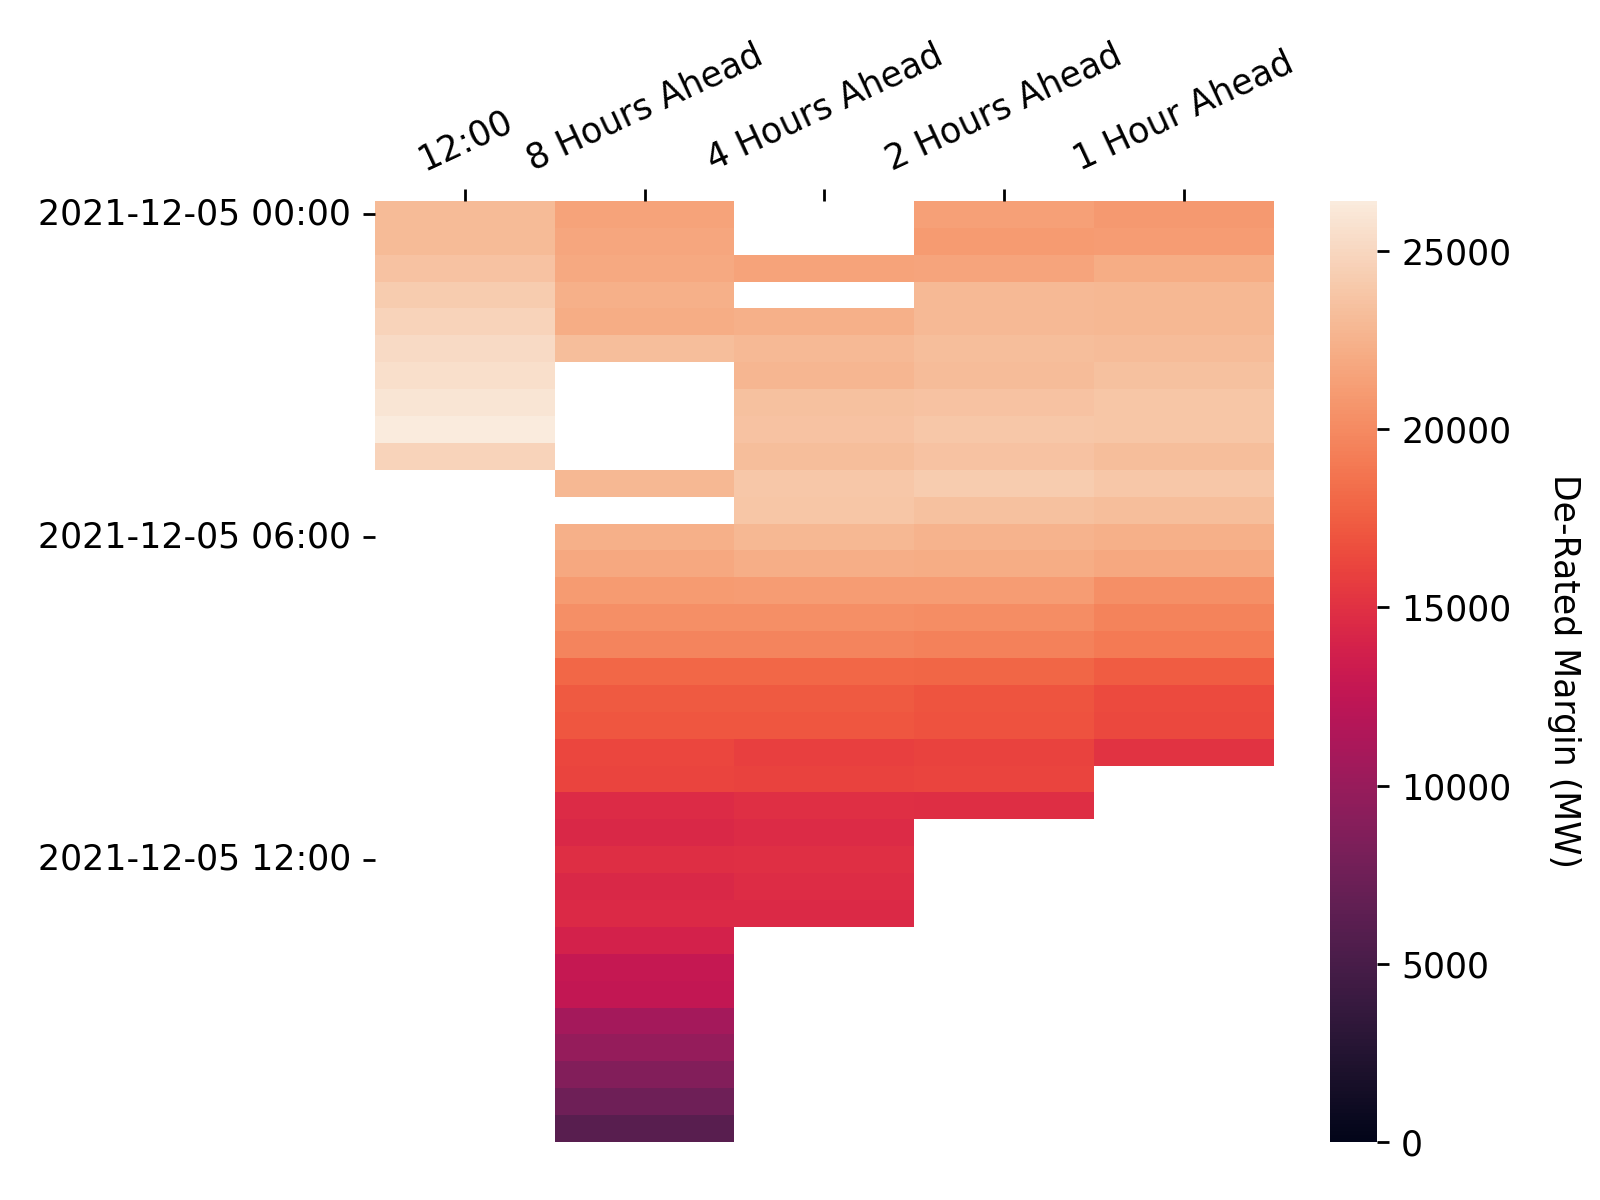 12:00
8 Hours Ahead
4 Hours Ahead
2 Hours Ahead
1 Hour Ahead
2021-12-05 00:00
2021-12-05 06:00
2021-12-05 12:00
25000
20000
15000
10000
5000
0
De-Rated Margin (MW)